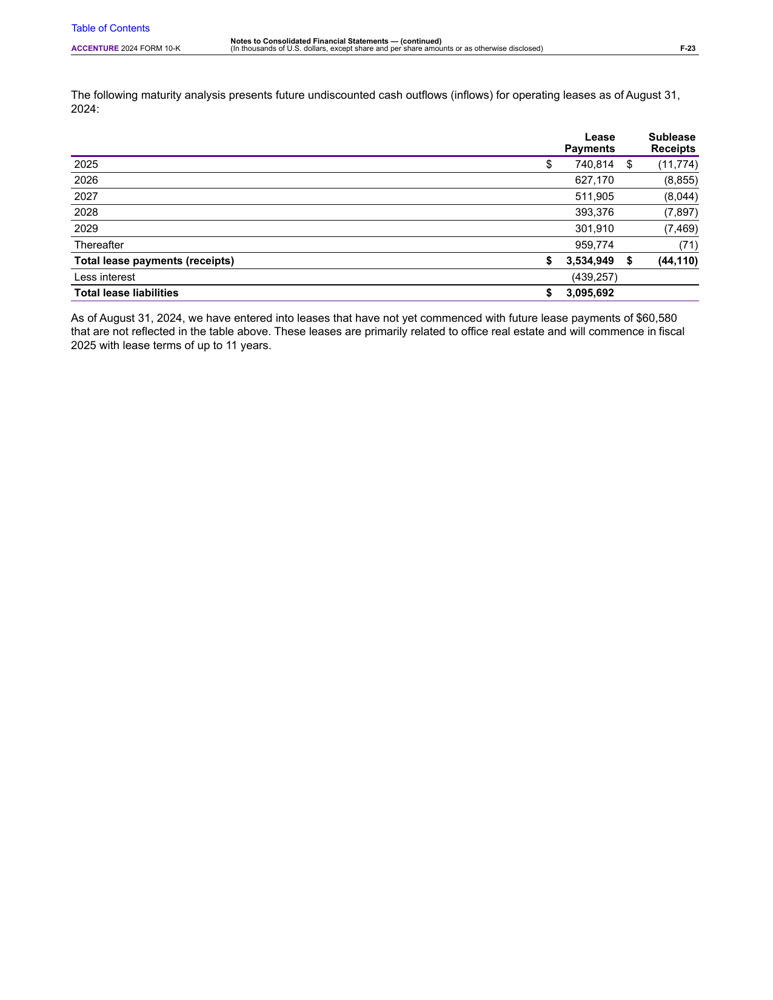 Table of Contents
Notes to Consolidated Financial Statements — (continued)
ACCENTURE 2024 FORM 10-K (In thousands of U.S. dollars, except share and per share amounts or as otherwise disclosed) F-23
The following maturity analysis presents future undiscounted cash outflows (inflows) for operating leases as of August 31,
2024:
Lease Sublease
Payments Receipts
2025 $ 740,814 $ (11,774)
2026 627,170 (8,855)
2027 511,905 (8,044)
2028 393,376 (7,897)
2029 301,910 (7,469)
Thereafter 959,774 (71)
Total lease payments (receipts) $ 3,534,949 $ (44,110)
Less interest (439,257)
Total lease liabilities $ 3,095,692
As of August 31, 2024, we have entered into leases that have not yet commenced with future lease payments of $60,580
that are not reflected in the table above. These leases are primarily related to office real estate and will commence in fiscal
2025 with lease terms of up to 11 years.